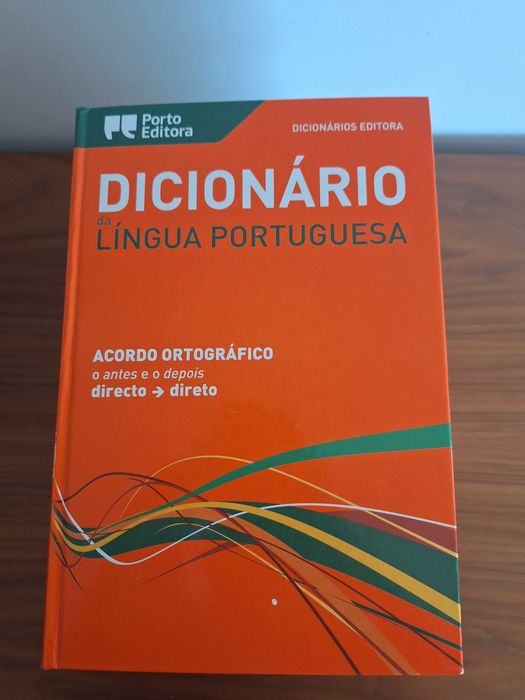 Porto
Editora
DICIONÁRIOS EDITORA
DICIONÁRIO
da
LÍNGUA PORTUGUESA
ACORDO ORTOGRÁFICO
o antes e o depois
directo → direto